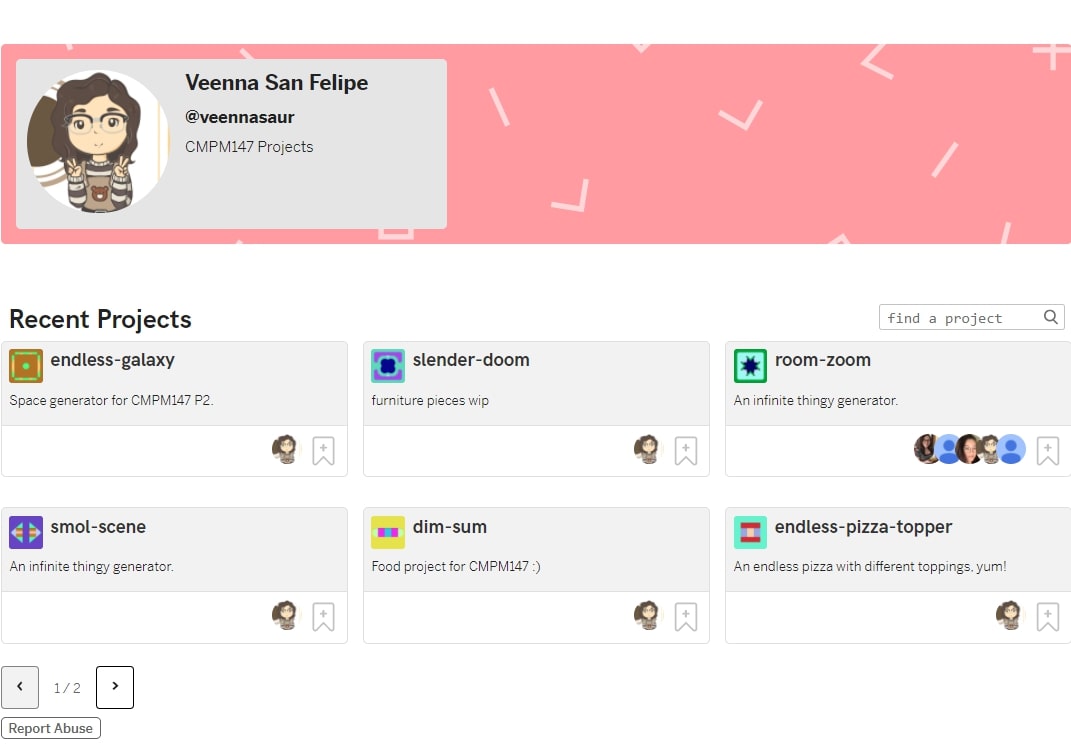 Veenna San Felipe
@veennasaur
CMPM147 Projects
Recent Projects
find a project
endless-galaxy
Space generator for CMPM147 P2.
slender-doom
furniture pieces wip
room-zoom
An infinite thingy generator.
smol-scene
An infinite thingy generator.
dim-sum
Food project for CMPM147 :)
endless-pizza-topper
An endless pizza with different toppings, yum!
1 / 2
Report Abuse